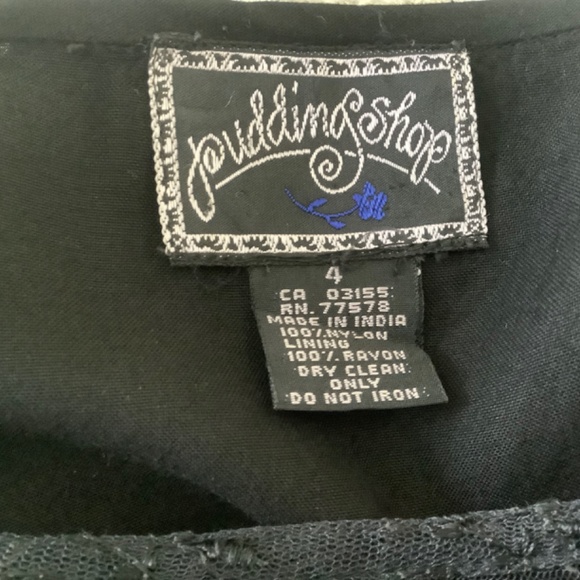 puddingshop
4
CA 03155
RN. 77578
MADE IN INDIA
100% NYLON
LINING
100% RAYON
DRY CLEAN
ONLY
DO NOT IRON